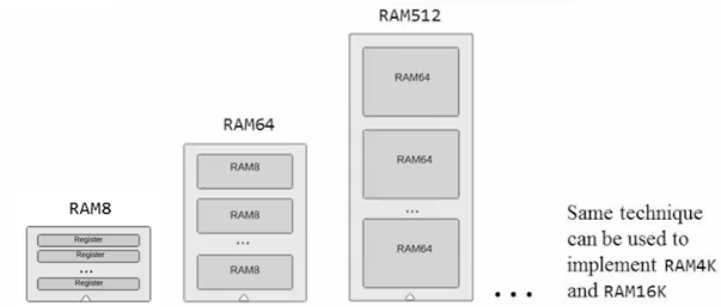 RAM8
Register
Register
...
Register
RAM64
RAM8
RAM8
...
RAM8
RAM512
RAM64
RAM64
...
RAM64
...
Same technique
can be used to
implement RAM4K
and RAM16K